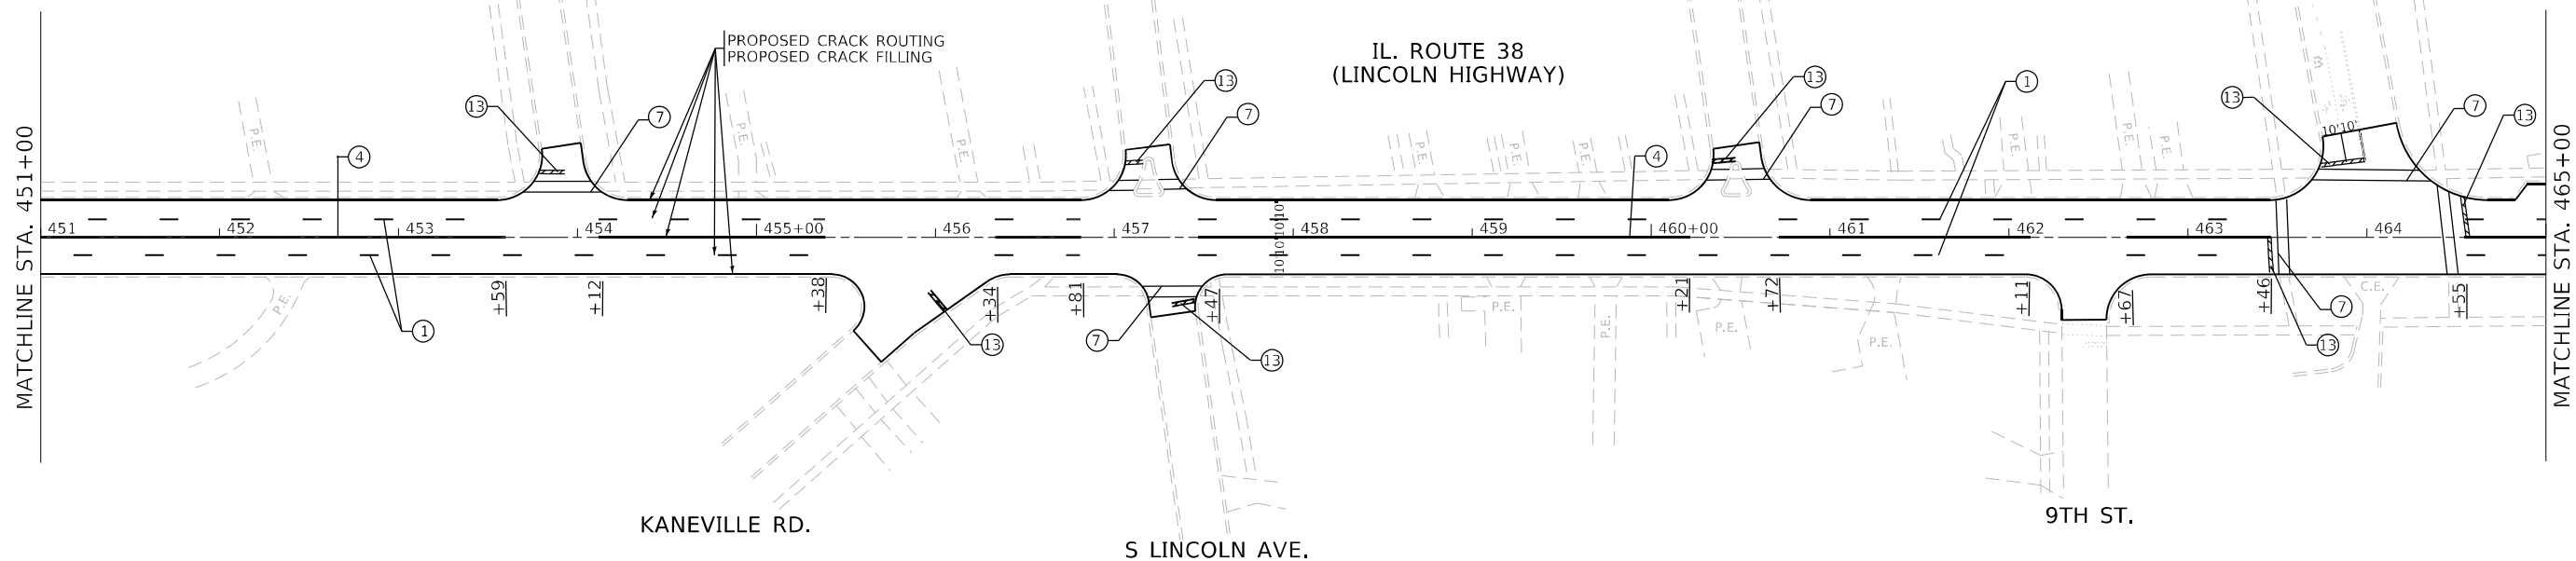 PROPOSED CRACK ROUTING
PROPOSED CRACK FILLING
IL. ROUTE 38
(LINCOLN HIGHWAY)
MATCHLINE STA. 451+00
MATCHLINE STA. 465+00
13
7
13
7
13
7
1
13
7
13
4
4
10' 10'
P.E.
P.E.
P.E.
P.E.
P.E.
P.E.
P.E.
P.E.
P.E.
451
452
453
454
455+00
456
457
458
459
460+00
461
462
463
464
10' 10' 10' 10'
+59
+12
+38
+34
+81
+47
+21
+72
+11
+67
+46
+55
P.E.
P.E.
P.E.
P.E.
P.E.
C.E.
1
13
7
13
7
13
KANEVILLE RD.
S LINCOLN AVE.
9TH ST.